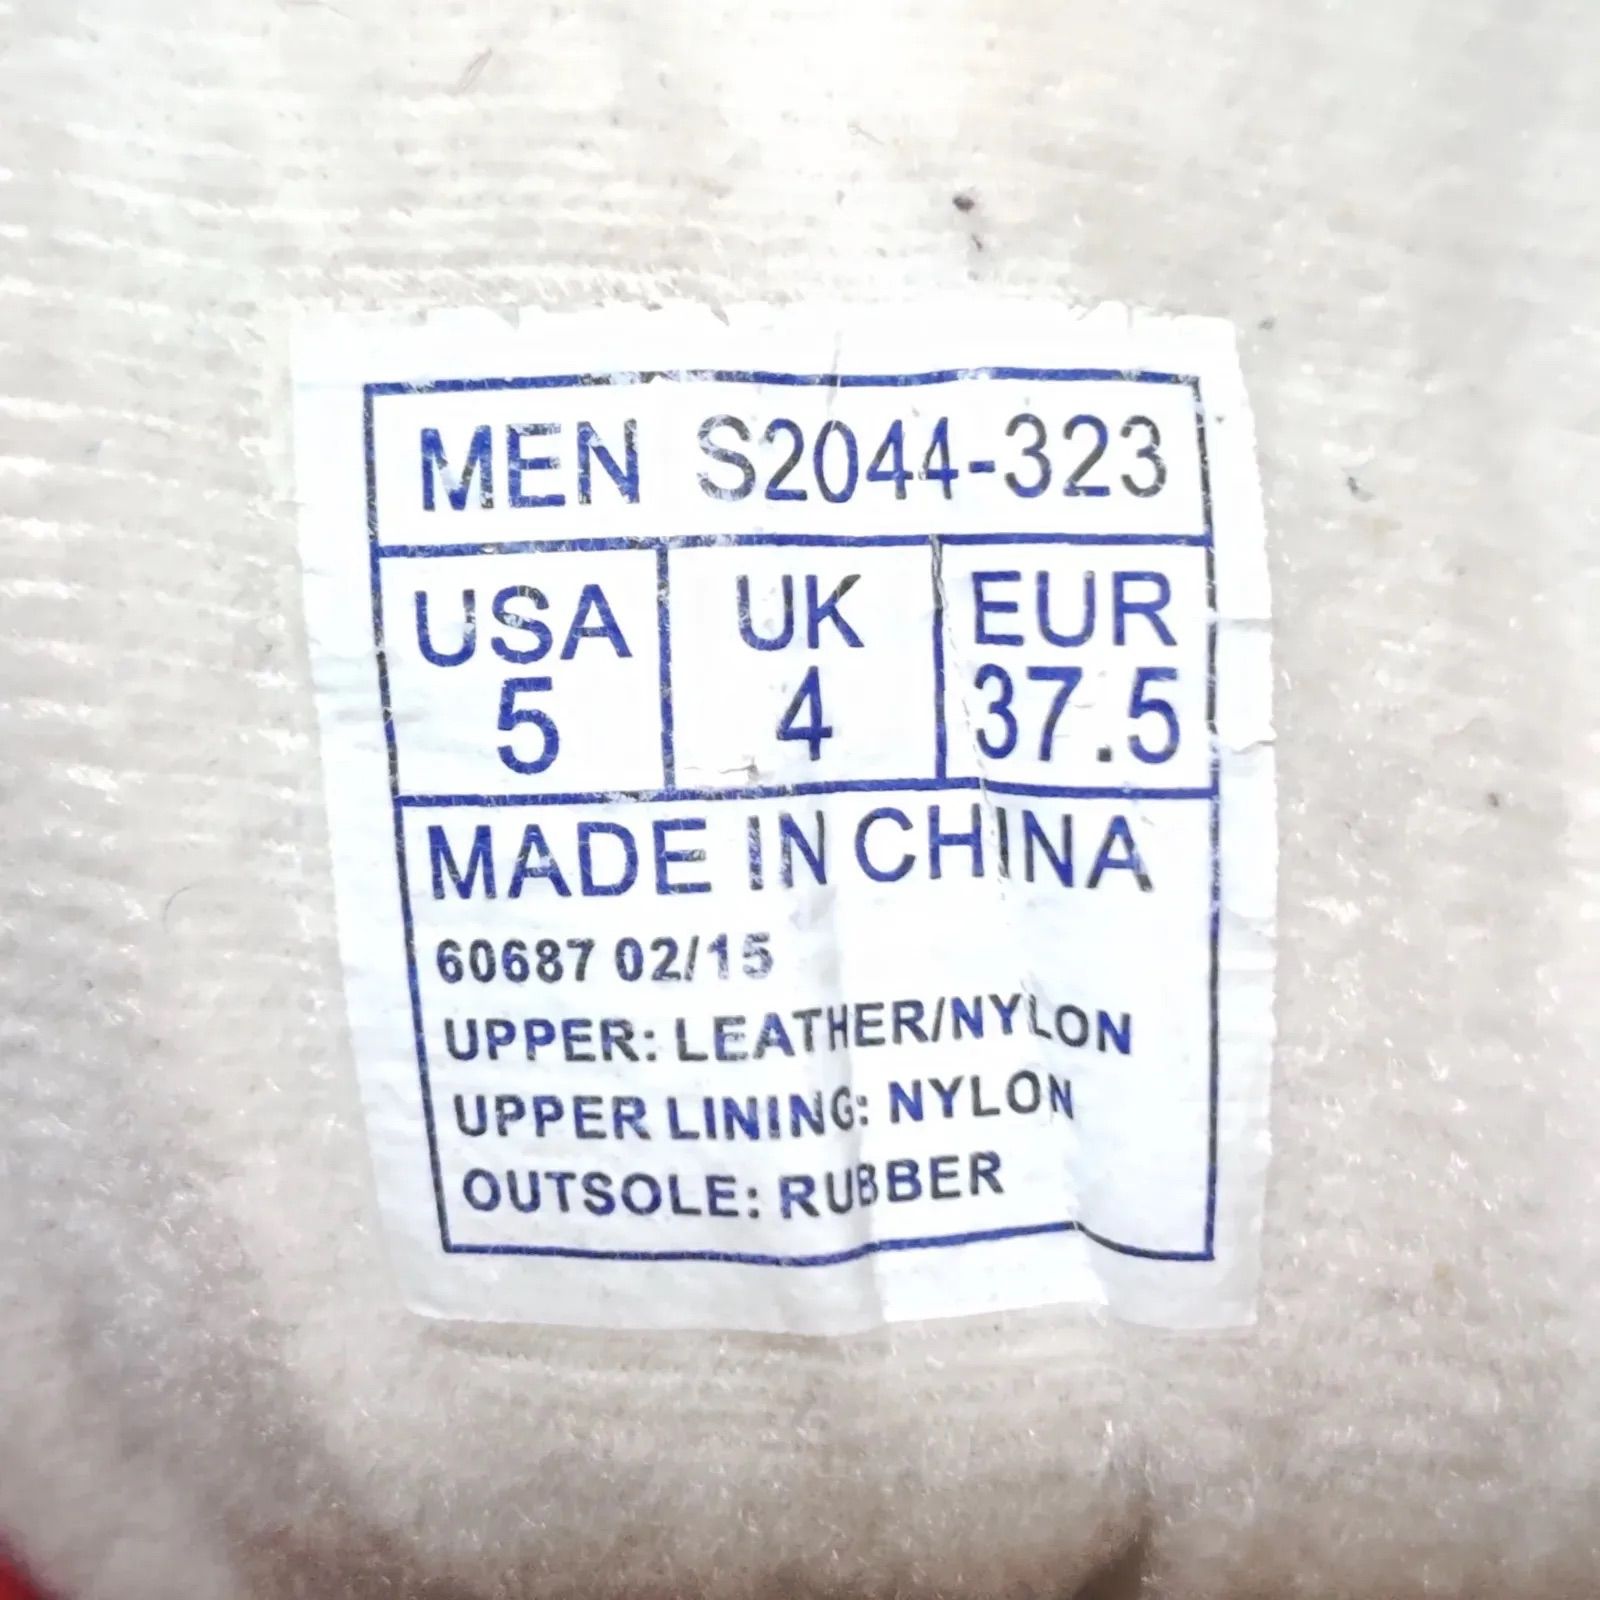 MEN S2044-323
USA UK EUR
5 4 37.5
MADE IN CHINA
60687 02/15
UPPER: LEATHER/NYLON
UPPER LINING: NYLON
OUTSOLE: RUBBER